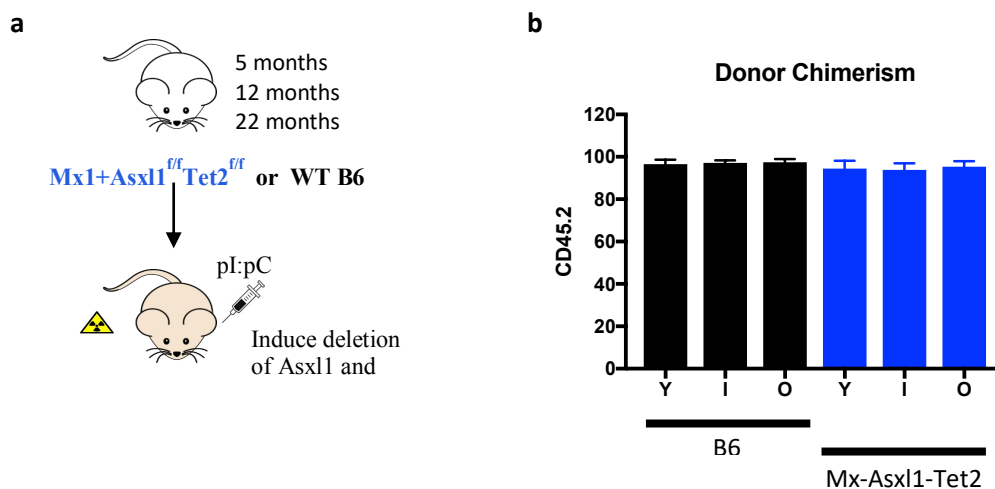 a
5 months
12 months
22 months
Mx1+Asxl1f/fTet2f/f or WT B6
pI:pC
Induce deletion
of Asxl1 and
b
Donor Chimerism
CD45.2
120
100
80
60
40
20
0
Y I O Y I O
B6
Mx-Asxl1-Tet2